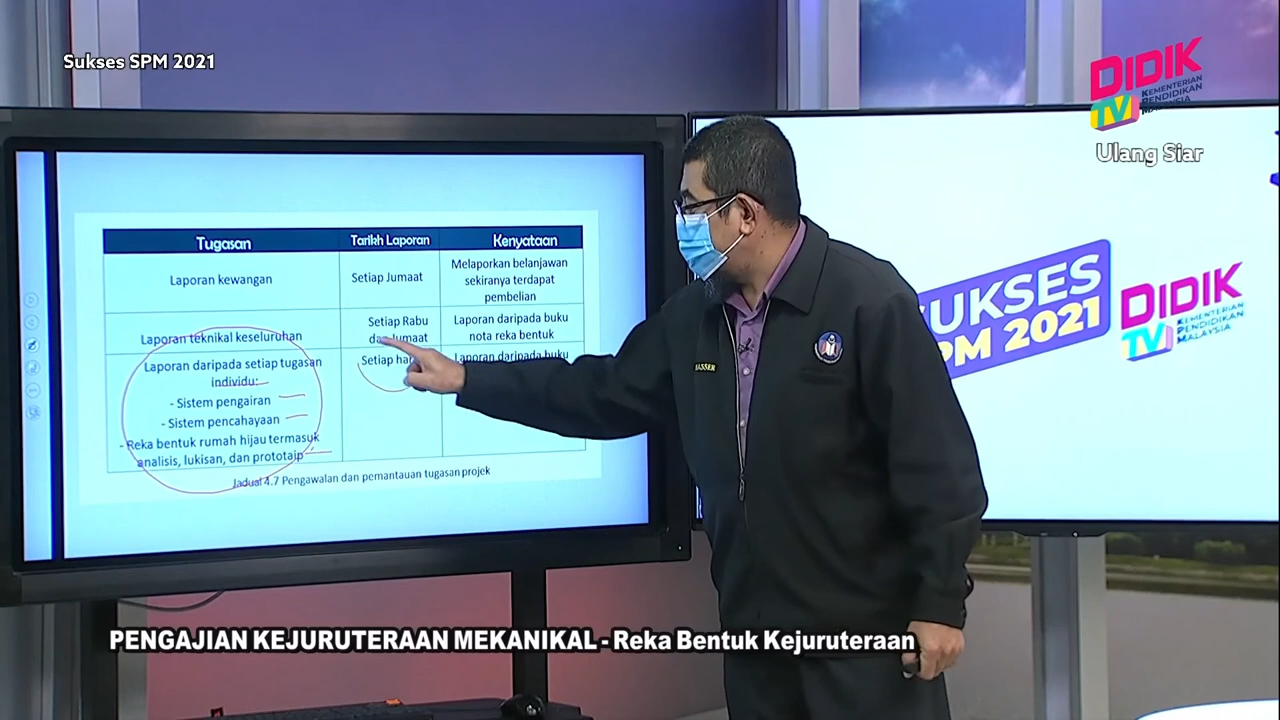 Sukses SPM 2021
DIDIK
TV
KEMENTERIAN
PENDIDIKAN
MALAYSIA
Ulang Siar
Tugasan
Tarikh Laporan
Kenyataan
Laporan kewangan
Setiap Jumaat
Melaporkan belanjawan
sekiranya terdapat
pembelian
Laporan teknikal keseluruhan
Setiap Rabu
dan Jumaat
Laporan daripada buku
nota reka bentuk
Laporan daripada setiap tugasan
individu:
- Sistem pengairan
- Sistem pencahayaan
- Reka bentuk rumah hijau termasuk
analisis, lukisan, dan prototaip
Setiap
Laporan daripada buku
Jadual 4.7 Pengawalan dan pemantauan tugasan projek
SUKSES
SPM 2021
DIDIK
TV
KEMENTERIAN
PENDIDIKAN
MALAYSIA
PENGAJIAN KEJURUTERAAN MEKANIKAL - Reka Bentuk Kejuruteraan